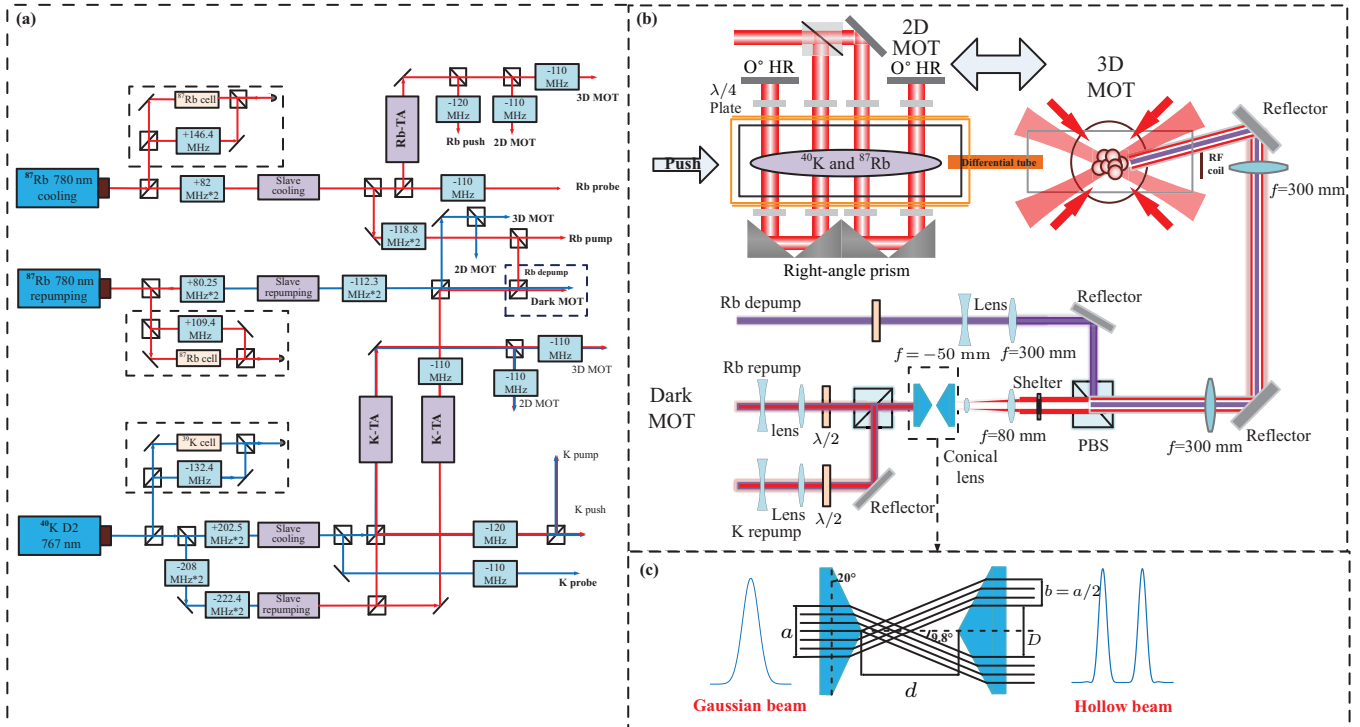 (a)
-110
MHz
3D MOT
-120
MHz
-110
MHz
Rb push
2D MOT
Rb-TA
87Rb cell
+146.4
MHz
87Rb 780 nm
cooling
+82
MHz*2
Slave
cooling
-110
MHz
Rb probe
3D MOT
-118.8
MHz*2
Rb pump
2D MOT
Rb depump
87Rb 780 nm
repumping
+80.25
MHz*2
Slave
repumping
-112.3
MHz*2
Dark MOT
+109.4
MHz
87Rb cell
-110
MHz
3D MOT
-110
MHz
-110
MHz
2D MOT
K-TA
K-TA
39K cell
-132.4
MHz
K pump
K push
40K D2
767 nm
+202.5
MHz*2
Slave
cooling
-120
MHz
-208
MHz*2
-110
MHz
K probe
-222.4
MHz*2
Slave
repumping
(b)
2D
MOT
O° HR
O° HR
λ/4
Plate
3D
MOT
Reflector
Push
40K and 87Rb
Differential tube
RF
coil
f=300 mm
Right-angle prism
Rb depump
Lens
Reflector
f = −50 mm
f=300 mm
Rb repump
Shelter
Dark
MOT
lens
λ/2
f=80 mm
PBS
f=300 mm
Reflector
Conical
lens
Lens
λ/2
Reflector
K repump
(c)
20°
b = a/2
a
9.8°
D
d
Gaussian beam
Hollow beam